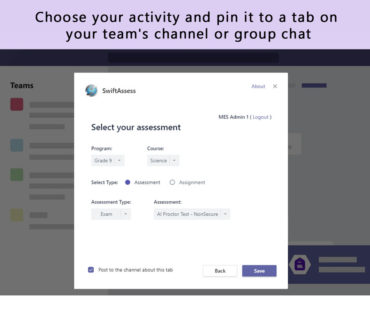 Choose your activity and pin it to a tab on
your team's channel or group chat
Teams
SwiftAssess
About
MES Admin 1 ( Logout )
Select your assessment
Program: Course:
Grade 9 Science
Select Type: Assessment Assignment
Assessment Type: Assessment:
Exam AI Proctor Test - NonSecure
Post to the channel about this tab
Back Save